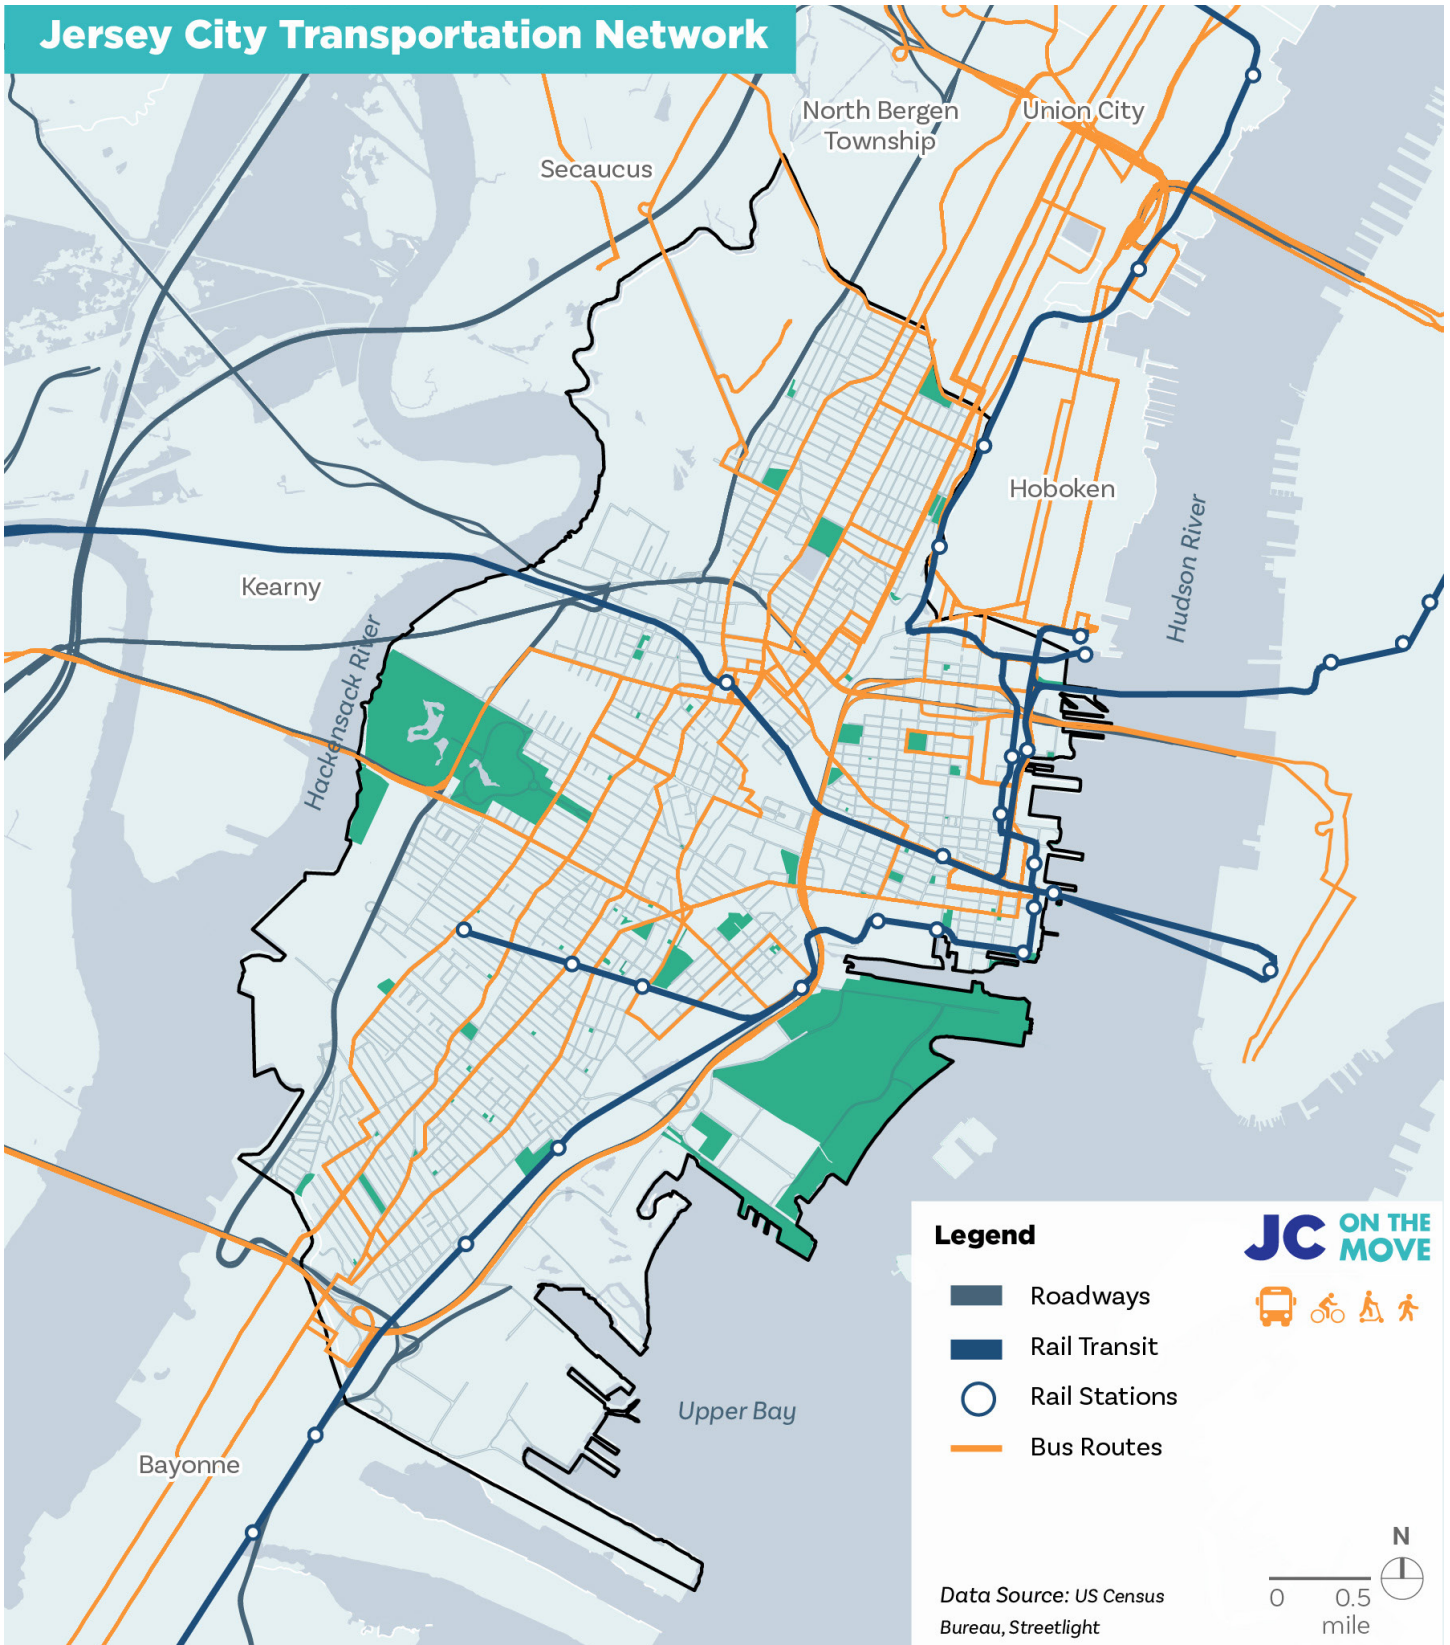 Jersey City Transportation Network
North Bergen
Township
Union City
Secaucus
Hoboken
Hudson River
Kearny
Hackensack River
Upper Bay
Bayonne
Legend
JC ON THE
MOVE
Roadways
Rail Transit
Rail Stations
Bus Routes
N
Data Source: US Census
Bureau, Streetlight
0 0.5
mile